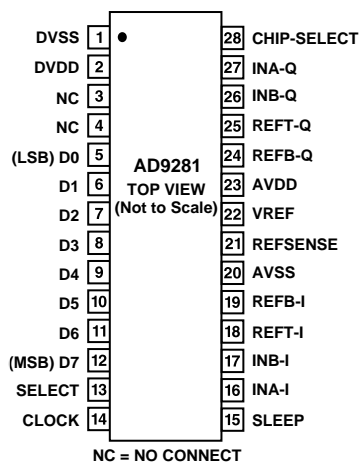 DVSS 1 28 CHIP-SELECT
DVDD 2 27 INA-Q
NC 3 26 INB-Q
NC 4 25 REFT-Q
(LSB) D0 5 24 REFB-Q
D1 6 23 AVDD
D2 7 22 VREF
D3 8 21 REFSENSE
D4 9 20 AVSS
D5 10 19 REFB-I
D6 11 18 REFT-I
(MSB) D7 12 17 INB-I
SELECT 13 16 INA-I
CLOCK 14 15 SLEEP
AD9281
TOP VIEW
(Not to Scale)
NC = NO CONNECT